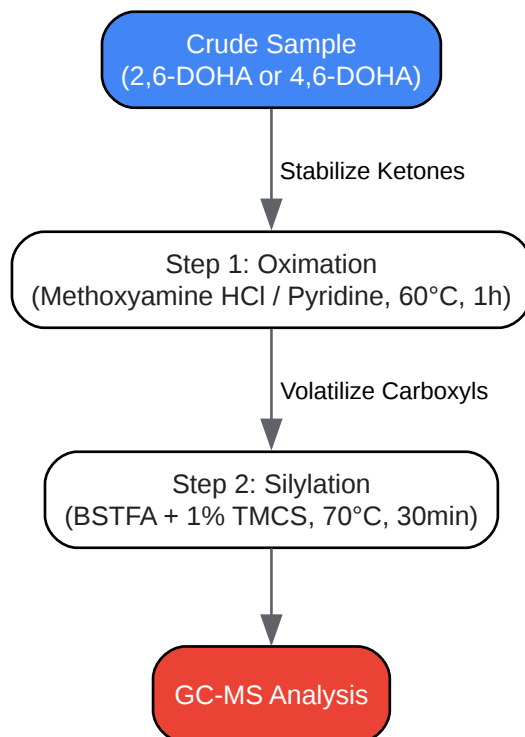 Crude Sample
(2,6-DOHA or 4,6-DOHA)
Stabilize Ketones
Step 1: Oximation
(Methoxyamine HCl / Pyridine, 60°C, 1h)
Volatilize Carboxyls
Step 2: Silylation
(BSTFA + 1% TMCS, 70°C, 30min)
GC-MS Analysis